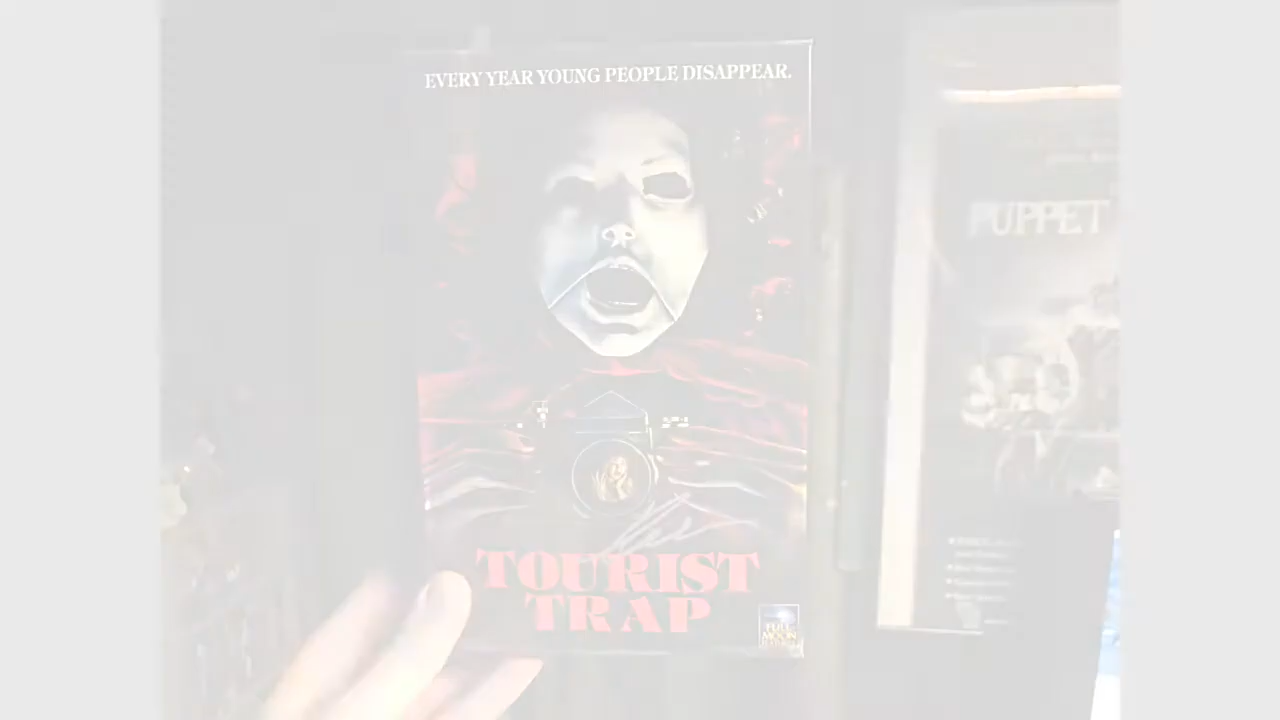 EVERY YEAR YOUNG PEOPLE DISAPPEAR.
PUPPET
TOURIST
TRAP
FULL
MOON